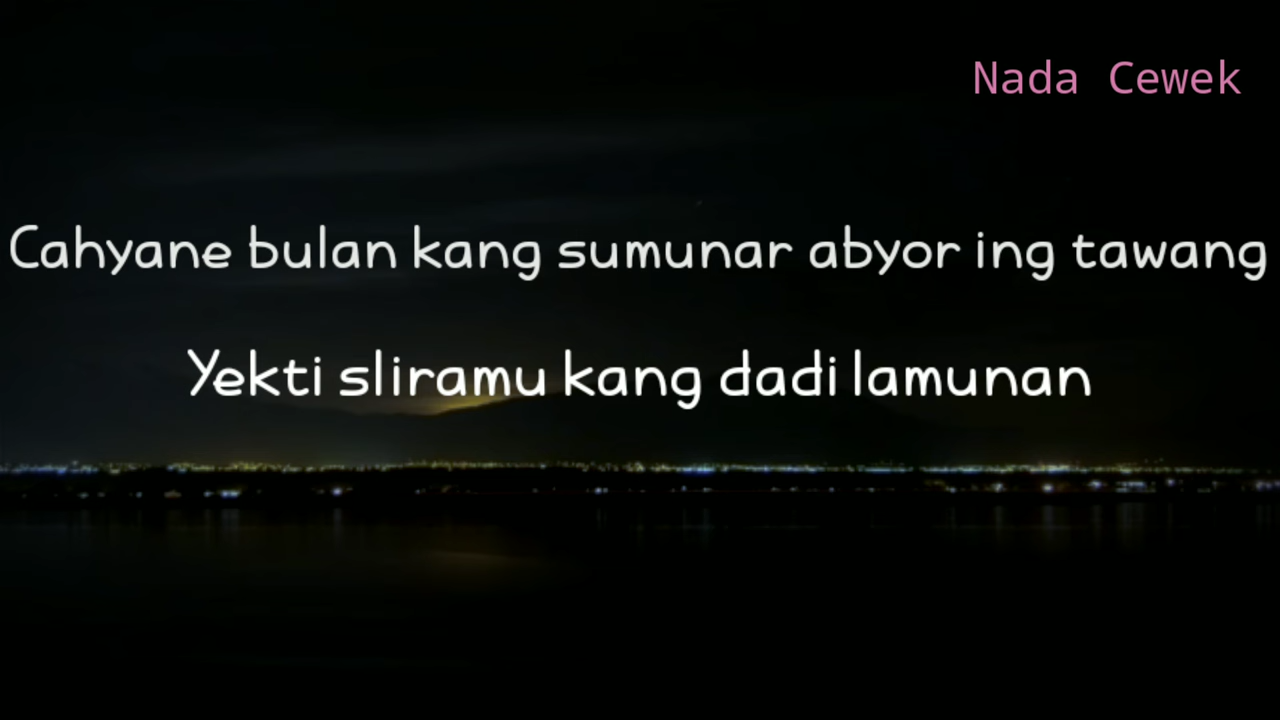 Nada Cewek
Cahyane bulan kang sumunar abyor ing tawang
Yekti sliramu kang dadi lamunan